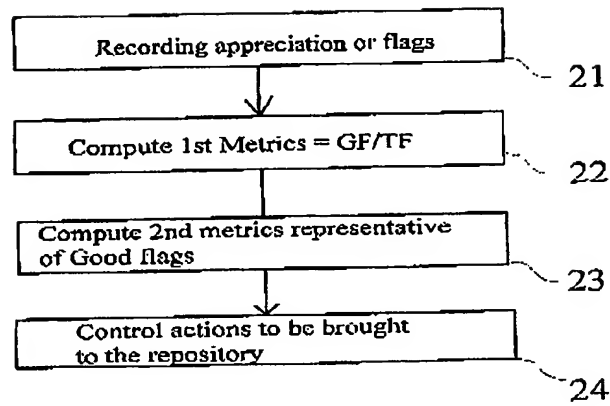 Recording appreciation or flags
21
Compute 1st Metrics = GF/TF
22
Compute 2nd metrics representative
of Good flags
23
Control actions to be brought
to the repository
24